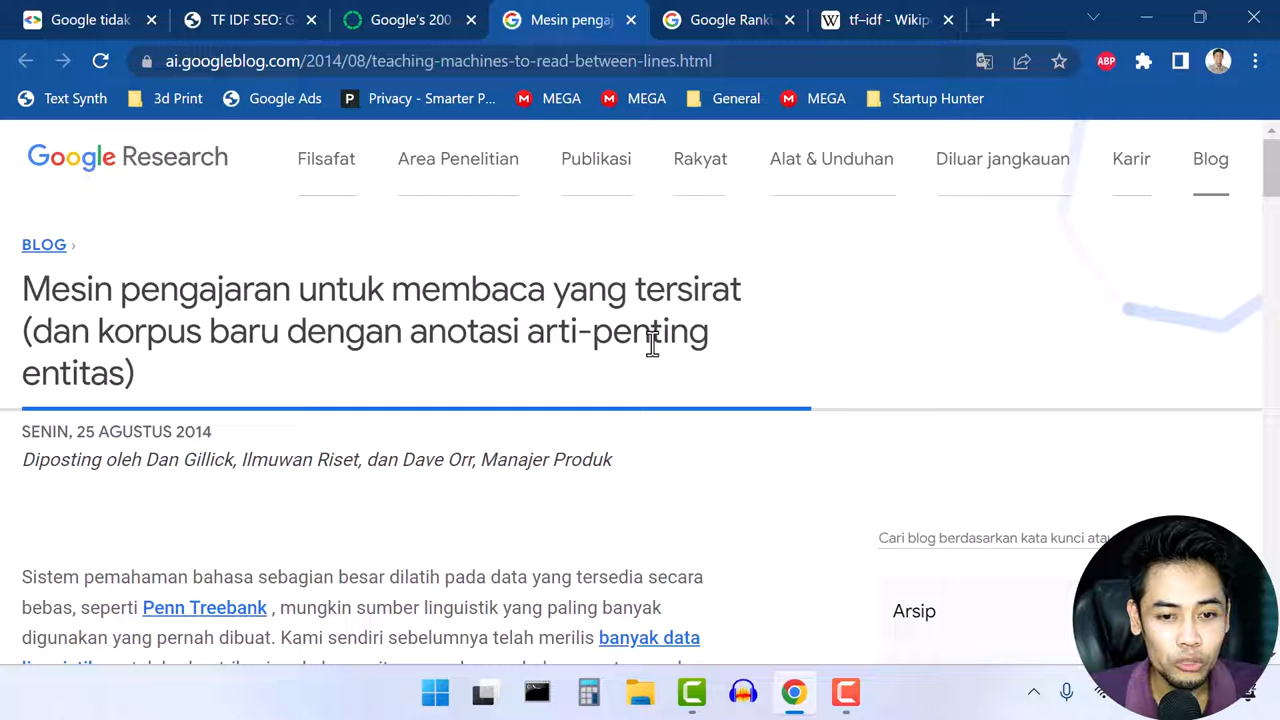 Google tidak
TF IDF SEO: G
Google's 200
Mesin pengaj
Google Ranki
tf–idf - Wikip
ai.googleblog.com/2014/08/teaching-machines-to-read-between-lines.html
ABP
Text Synth
3d Print
Google Ads
P
Privacy - Smarter P...
M
MEGA
M
MEGA
General
M
MEGA
Startup Hunter
Google Research
Filsafat
Area Penelitian
Publikasi
Rakyat
Alat & Unduhan
Diluar jangkauan
Karir
Blog
BLOG ›
Mesin pengajaran untuk membaca yang tersirat
(dan korpus baru dengan anotasi arti-penting
entitas)
SENIN, 25 AGUSTUS 2014
Diposting oleh Dan Gillick, Ilmuwan Riset, dan Dave Orr, Manajer Produk
Cari blog berdasarkan kata kunci atau
Arsip
Sistem pemahaman bahasa sebagian besar dilatih pada data yang tersedia secara
bebas, seperti Penn Treebank , mungkin sumber linguistik yang paling banyak
digunakan yang pernah dibuat. Kami sendiri sebelumnya telah merilis banyak data